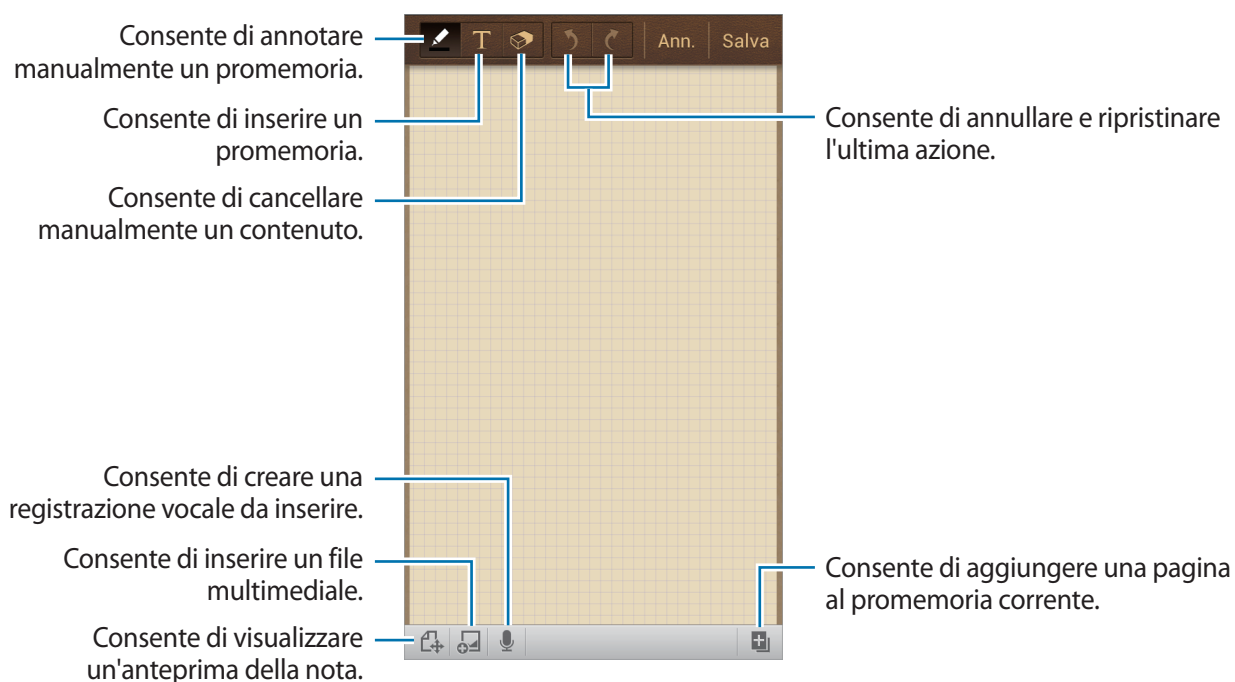 Consente di annotare
manualmente un promemoria.
Consente di inserire un
promemoria.
Consente di cancellare
manualmente un contenuto.
T
Ann.
Salva
Consente di annullare e ripristinare
l'ultima azione.
Consente di creare una
registrazione vocale da inserire.
Consente di inserire un file
multimediale.
Consente di visualizzare
un'anteprima della nota.
Consente di aggiungere una pagina
al promemoria corrente.